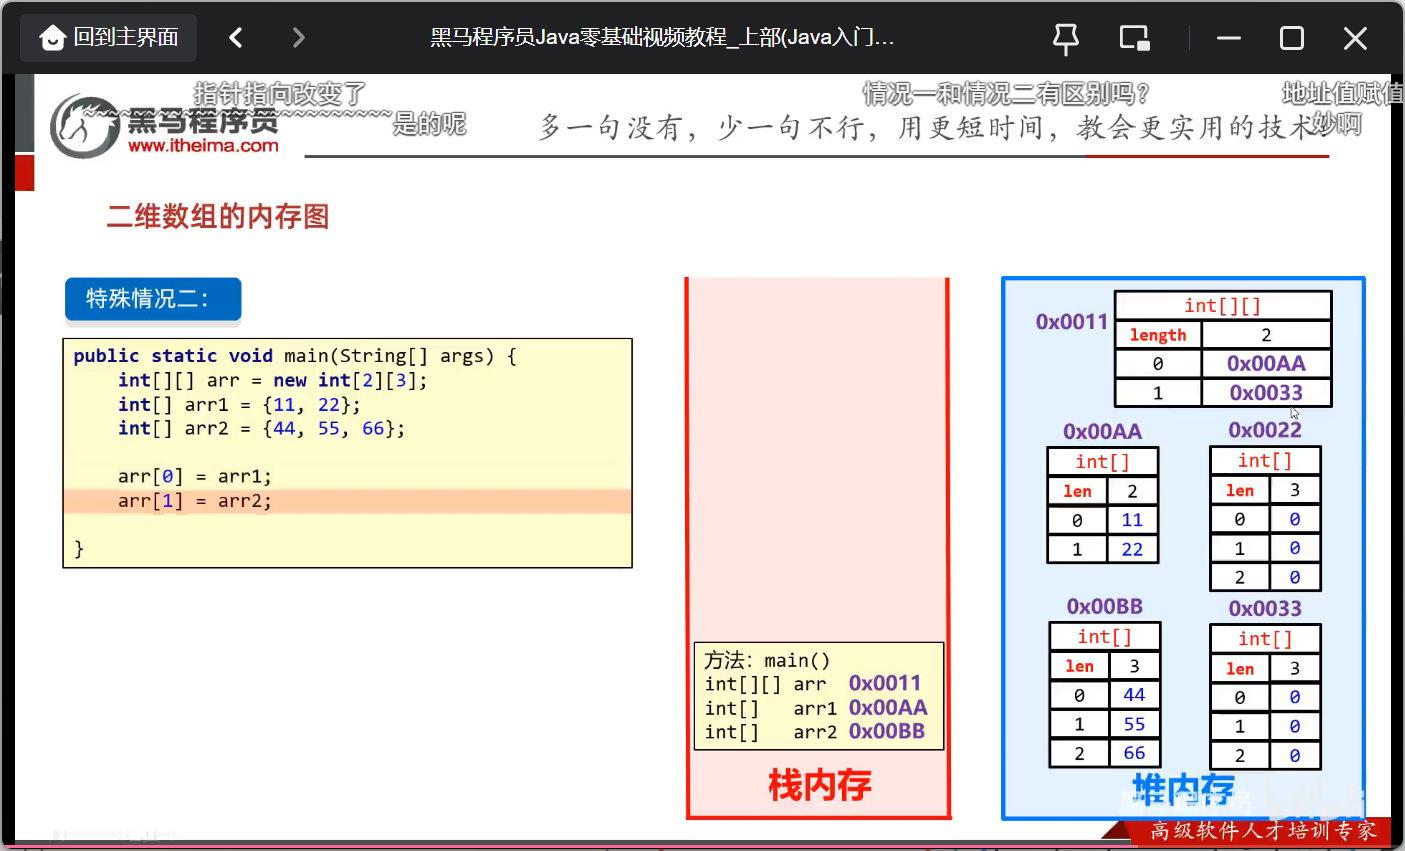 回到主界面
黑马程序员Java零基础视频教程_上部(Java入门…
指针指向改变了
情况一和情况二有区别吗?
地址值赋值
~~~~~~~~~~~~~~~~~~~~~~~~~~~~是的呢
妙啊
黑马程序员
www.itheima.com
多一句没有，少一句不行，用更短时间，教会更实用的技术！
二维数组的内存图
特殊情况二：
public static void main(String[] args) {
int[][] arr = new int[2][3];
int[] arr1 = {11, 22};
int[] arr2 = {44, 55, 66};
arr[0] = arr1;
arr[1] = arr2;
}
方法：main()
int[][] arr 0x0011
int[] arr1 0x00AA
int[] arr2 0x00BB
栈内存
0x0011
int[][]
length 2
0 0x00AA
1 0x0033
0x00AA
int[]
len 2
0 11
1 22
0x0022
int[]
len 3
0 0
1 0
2 0
0x00BB
int[]
len 3
0 44
1 55
2 66
0x0033
int[]
len 3
0 0
1 0
2 0
堆内存
高级软件人才培训专家